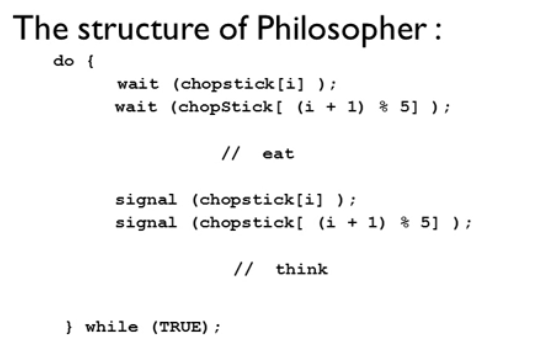 The structure of Philosopher :
do {
wait (chopstick[i] );
wait (chopStick[ (i + 1) % 5] );
// eat
signal (chopstick[i] );
signal (chopstick[ (i + 1) % 5] );
// think
} while (TRUE);